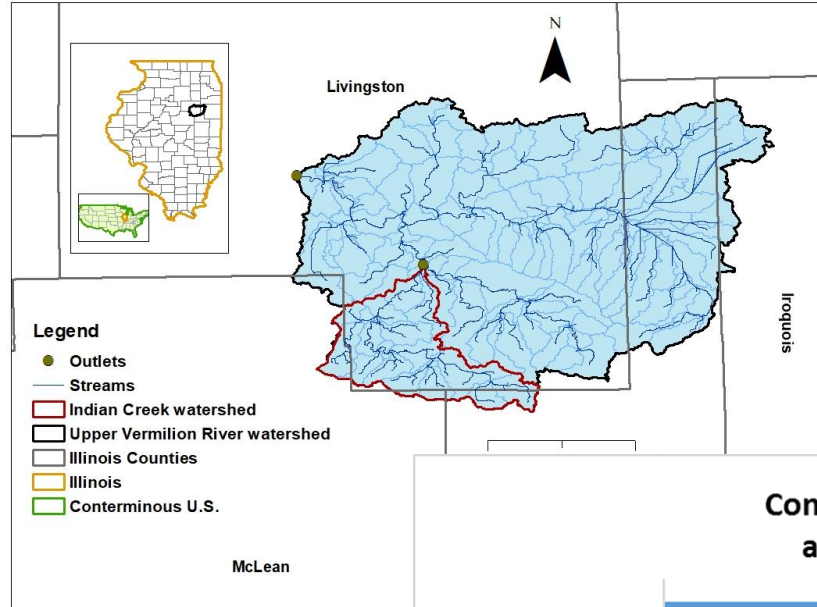 N
Livingston
Iroquois
Legend
Outlets
Streams
Indian Creek watershed
Upper Vermilion River watershed
Illinois Counties
Illinois
Conterminous U.S.
McLean
Con
a